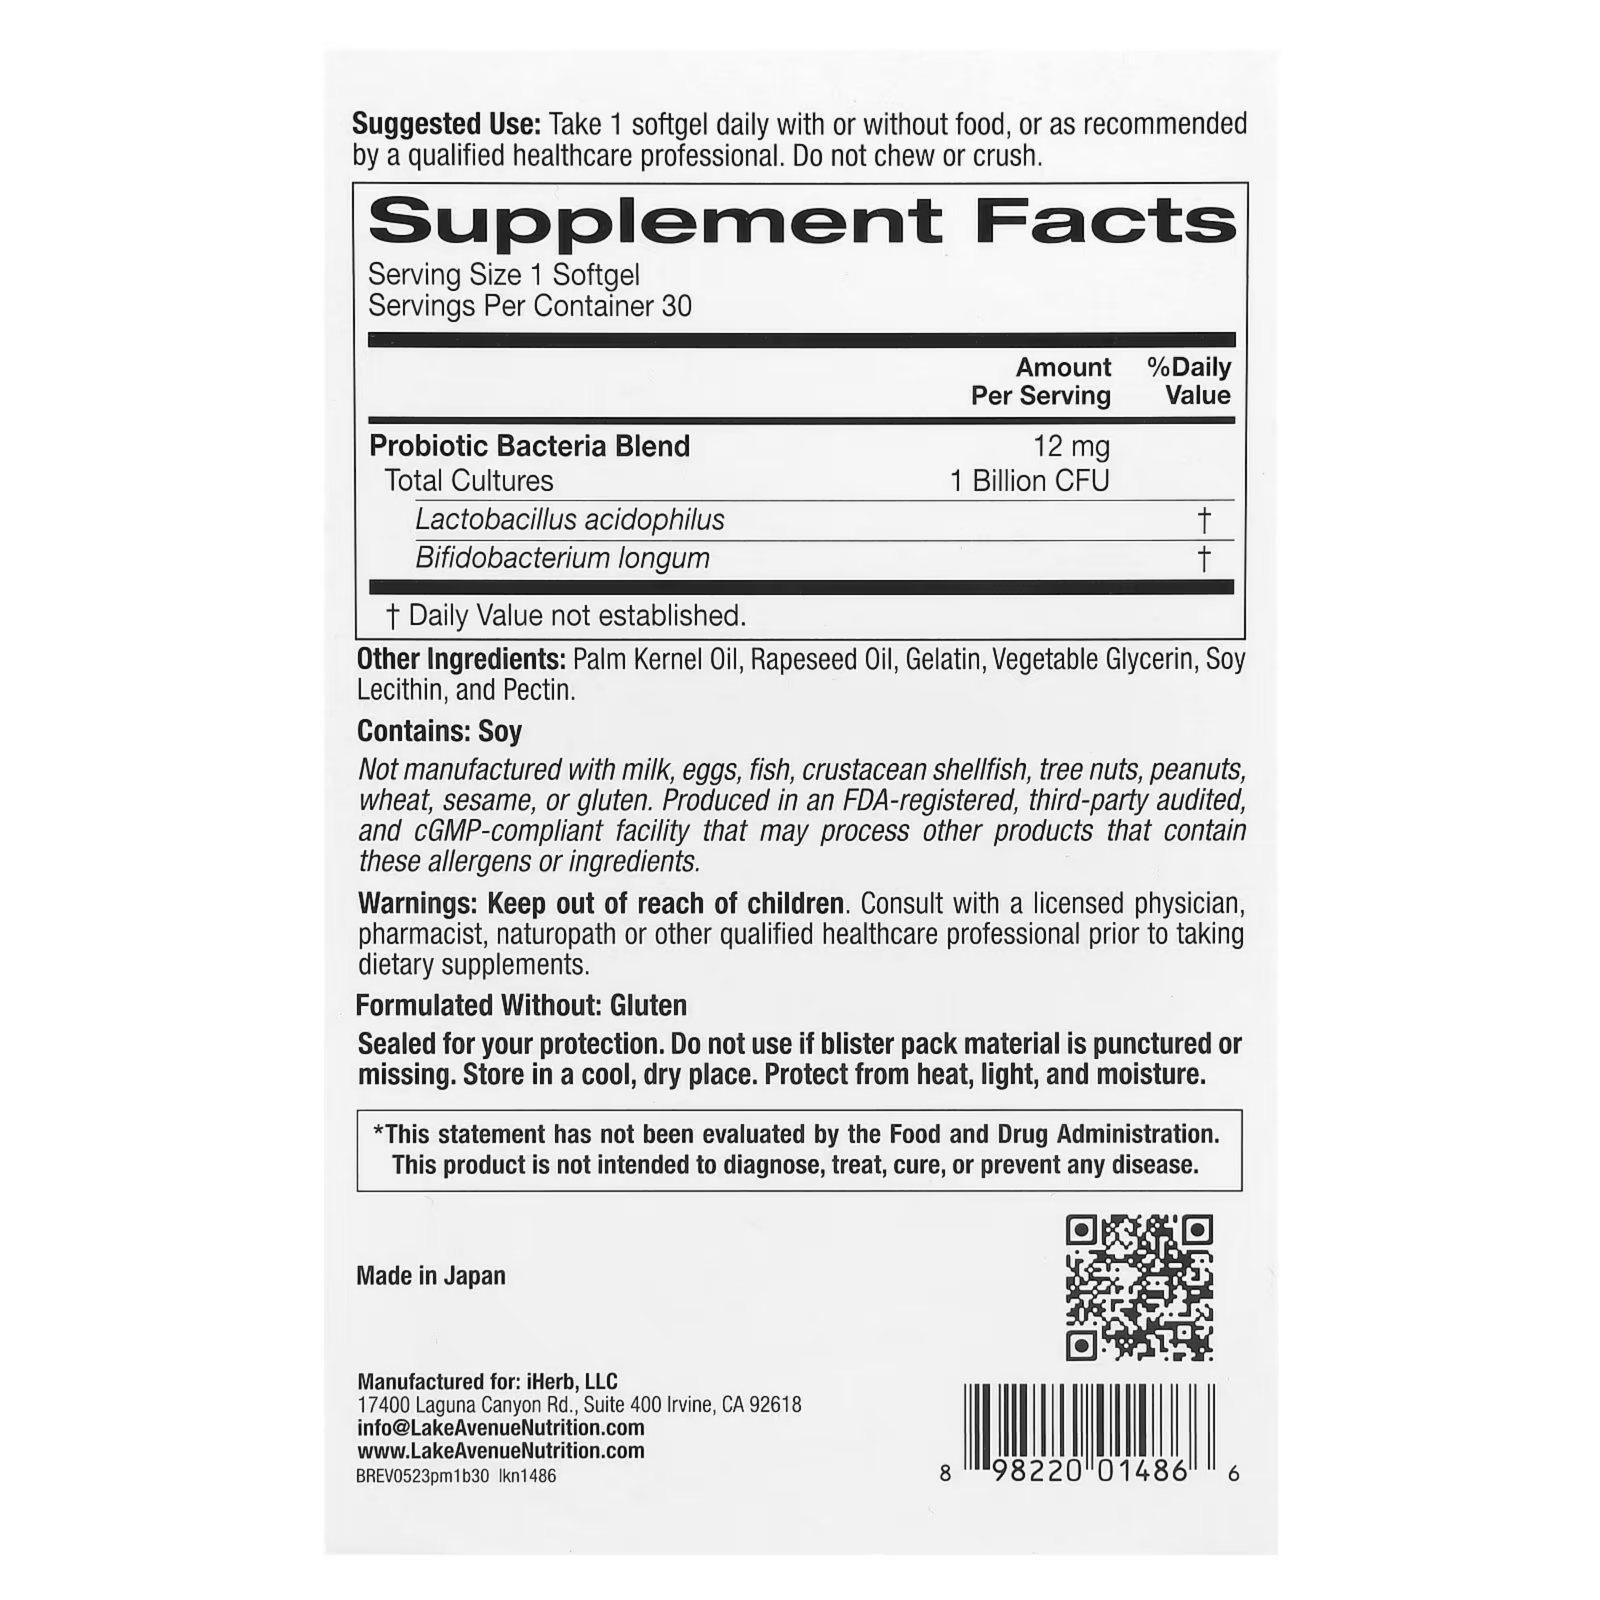 Suggested Use: Take 1 softgel daily with or without food, or as recommended
by a qualified healthcare professional. Do not chew or crush.
Supplement Facts
Serving Size 1 Softgel
Servings Per Container 30
Amount Per Serving %Daily Value
Probiotic Bacteria Blend 12 mg
Total Cultures 1 Billion CFU
Lactobacillus acidophilus †
Bifidobacterium longum †
† Daily Value not established.
Other Ingredients: Palm Kernel Oil, Rapeseed Oil, Gelatin, Vegetable Glycerin, Soy
Lecithin, and Pectin.
Contains: Soy
Not manufactured with milk, eggs, fish, crustacean shellfish, tree nuts, peanuts,
wheat, sesame, or gluten. Produced in an FDA-registered, third-party audited,
and cGMP-compliant facility that may process other products that contain
these allergens or ingredients.
Warnings: Keep out of reach of children. Consult with a licensed physician,
pharmacist, naturopath or other qualified healthcare professional prior to taking
dietary supplements.
Formulated Without: Gluten
Sealed for your protection. Do not use if blister pack material is punctured or
missing. Store in a cool, dry place. Protect from heat, light, and moisture.
*This statement has not been evaluated by the Food and Drug Administration.
This product is not intended to diagnose, treat, cure, or prevent any disease.
Made in Japan
Manufactured for: iHerb, LLC
17400 Laguna Canyon Rd., Suite 400 Irvine, CA 92618
info@LakeAvenueNutrition.com
www.LakeAvenueNutrition.com
BREV0523pm1b30 lkn1486
8 98220 01486 6